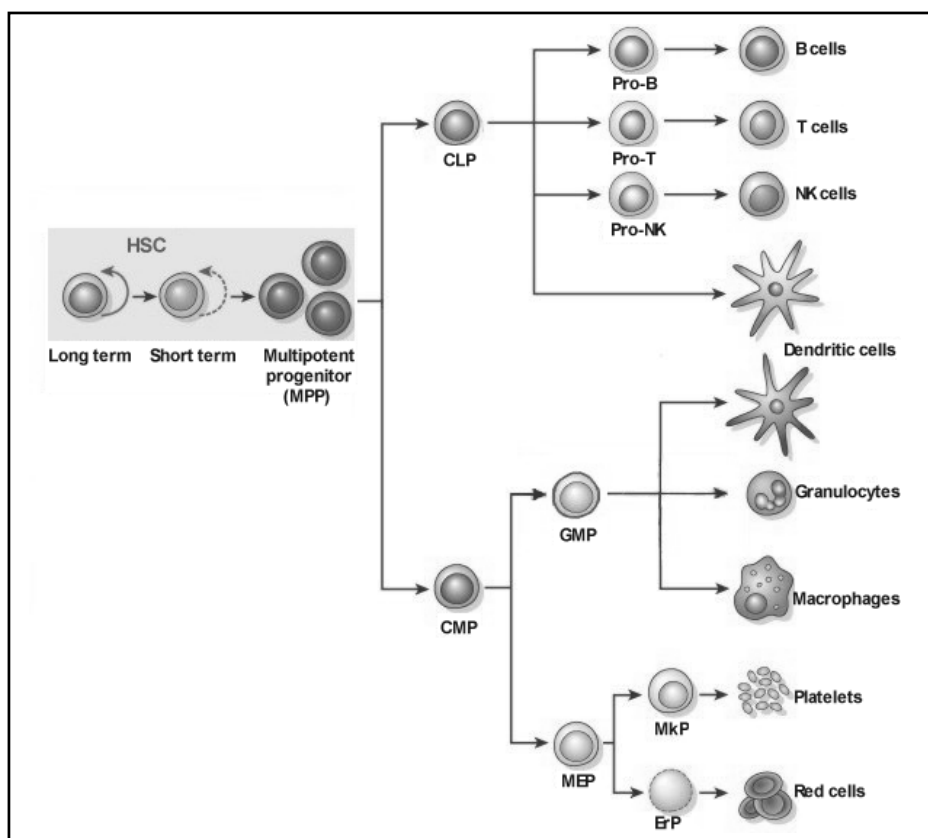 B cells
Pro-B
T cells
CLP
Pro-T
NK cells
Pro-NK
HSC
Long term
Short term
Multipotent
progenitor
(MPP)
Dendritic cells
Granulocytes
GMP
Macrophages
CMP
Platelets
MkP
MEP
Red cells
ErP